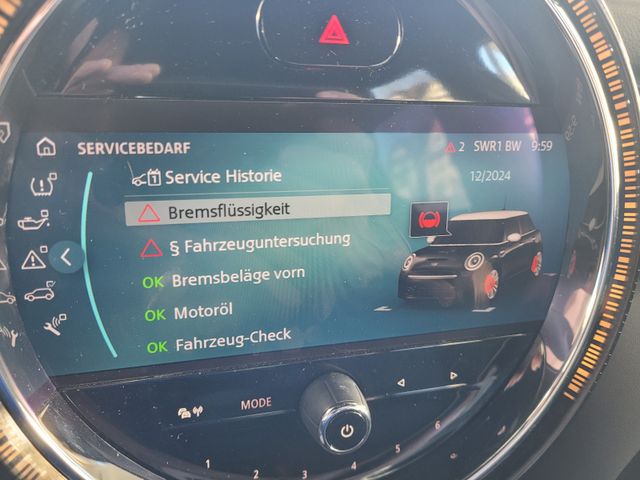 SERVICEBEDARF
2 SWR1 BW 9:59
Service Historie
12/2024
Bremsflüssigkeit
§ Fahrzeuguntersuchung
OK Bremsbeläge vorn
OK Motoröl
OK Fahrzeug-Check
MODE
1 2 3 4 5 6